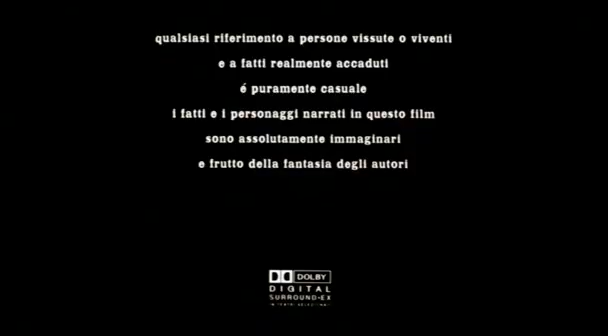 qualsiasi riferimento a persone vissute o viventi
e a fatti realmente accaduti
é puramente casuale
i fatti e i personaggi narrati in questo film
sono assolutamente immaginari
e frutto della fantasia degli autori
DOLBY
DIGITAL
SURROUND·EX